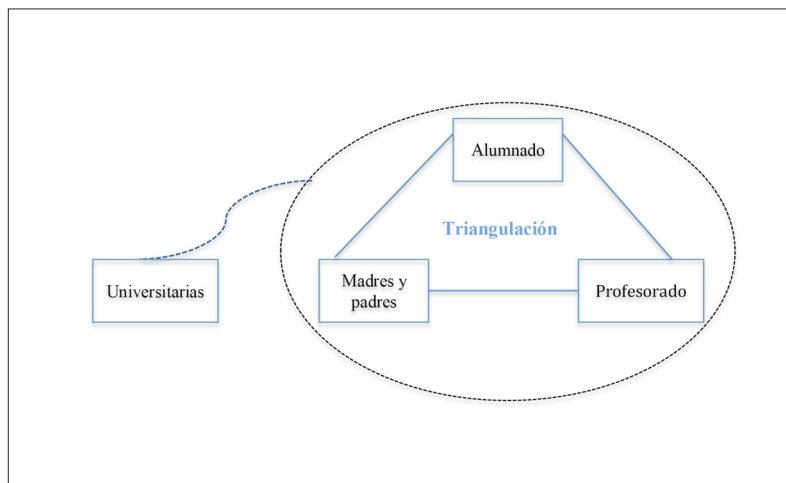 Alumnado
Triangulación
Universitarias
Madres y
padres
Profesorado